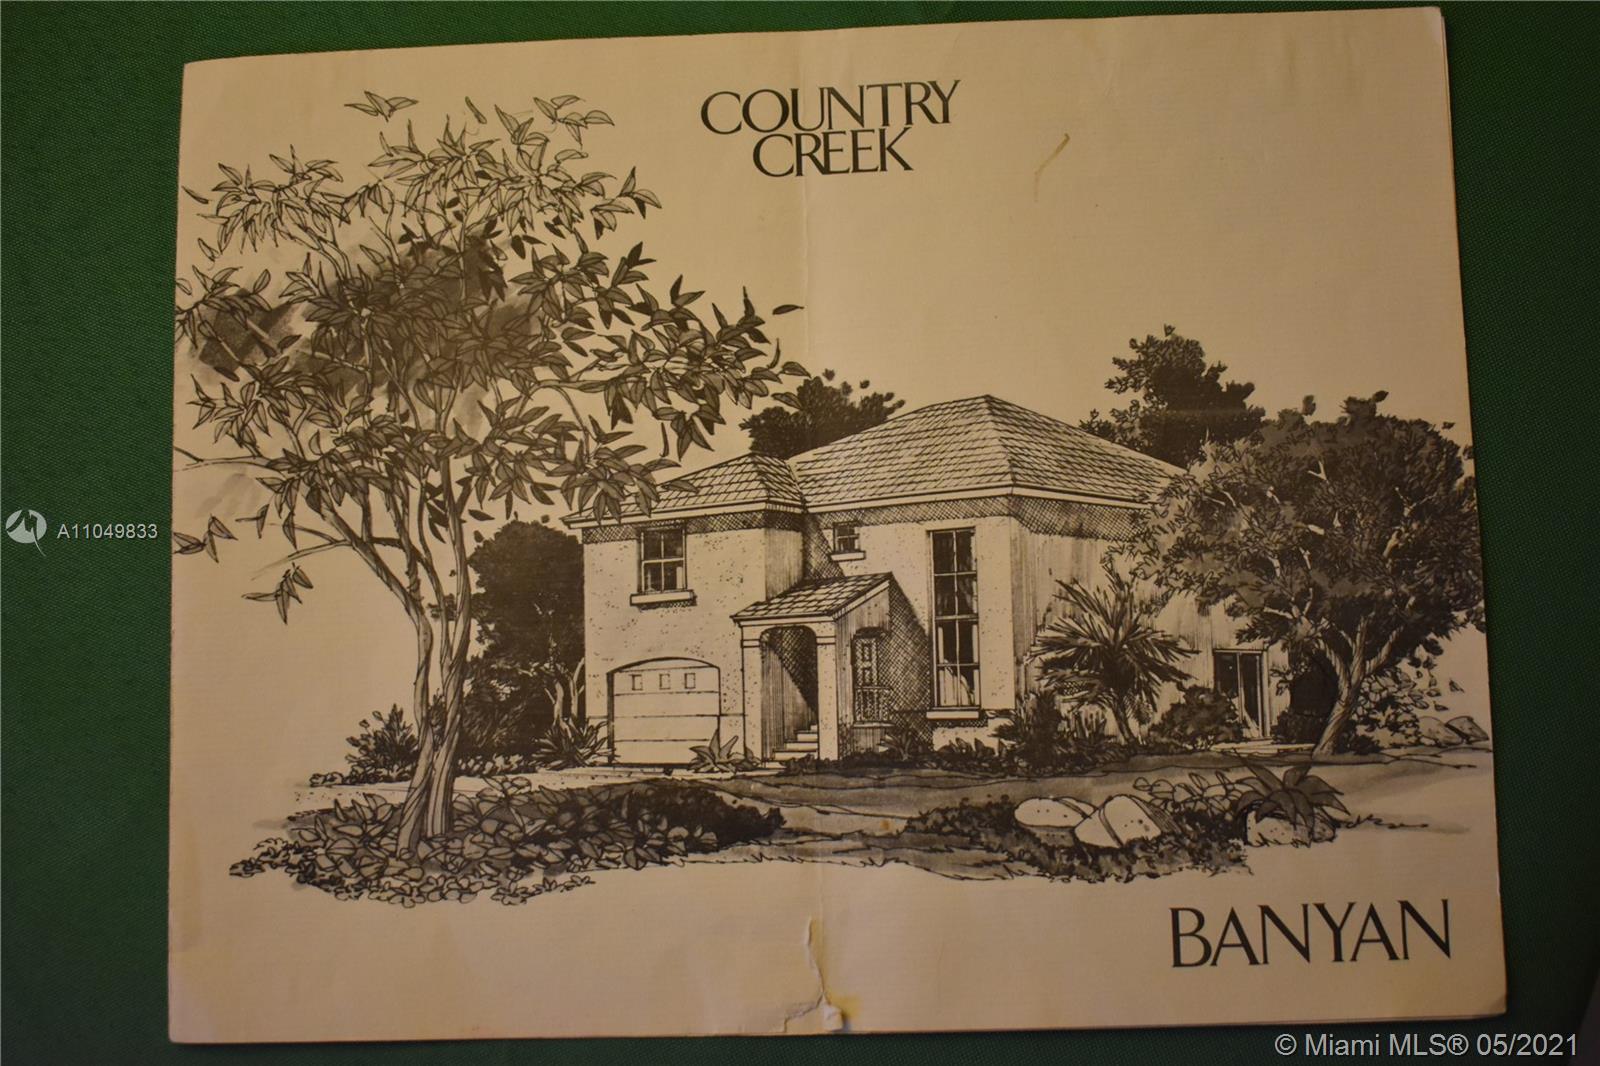 COUNTRY
CREEK
A11049833
BANYAN
© Miami MLS® 05/2021